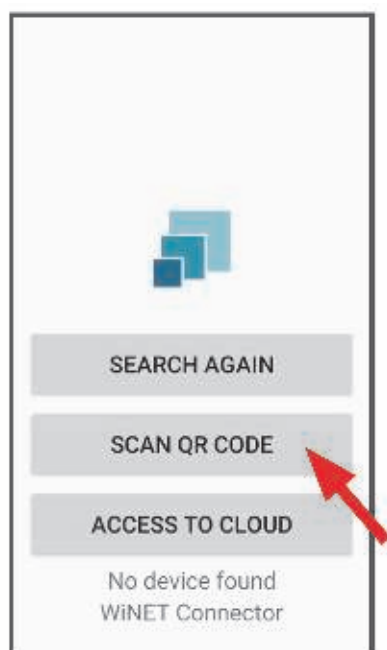 SEARCH AGAIN
SCAN QR CODE
ACCESS TO CLOUD
No device found
WiNET Connector